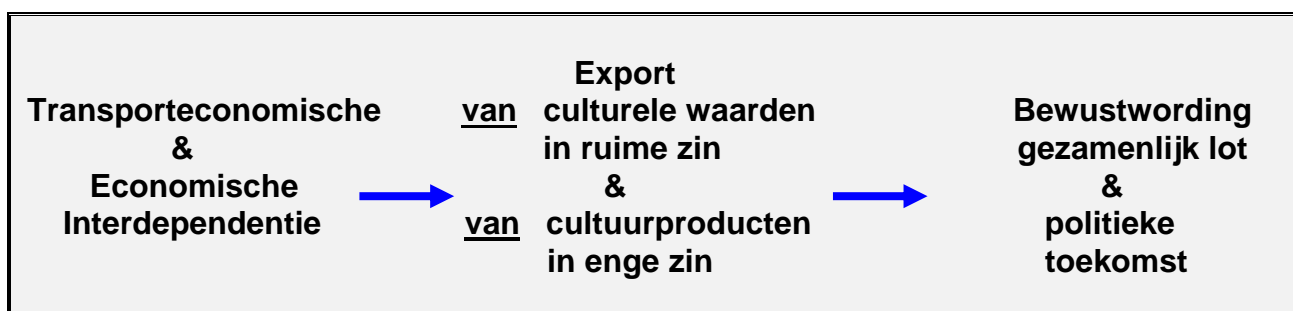 Transporteconomische
&
Economische
Interdependentie
Export
van culturele waarden
in ruime zin
&
van cultuurproducten
in enge zin
Bewustwording
gezamenlijk lot
&
politieke
toekomst